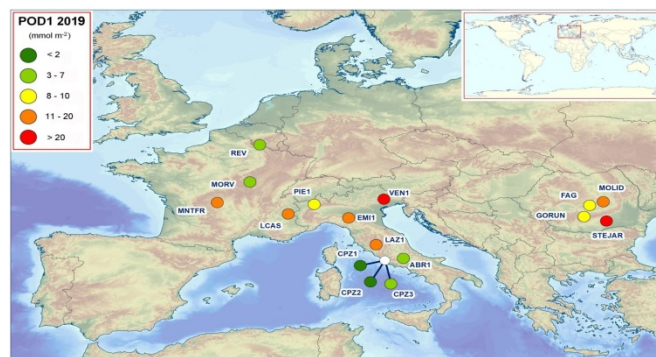 POD1 2019
(mmol m-2)
< 2
3 - 7
8 - 10
11 - 20
> 20
REV
MORV
PIE1
VEN1
MNTFR
LCAS
EMI1
FAG
MOLID
GORUN
STEJAR
LAZ1
CPZ1
ABR1
CPZ2
CPZ3